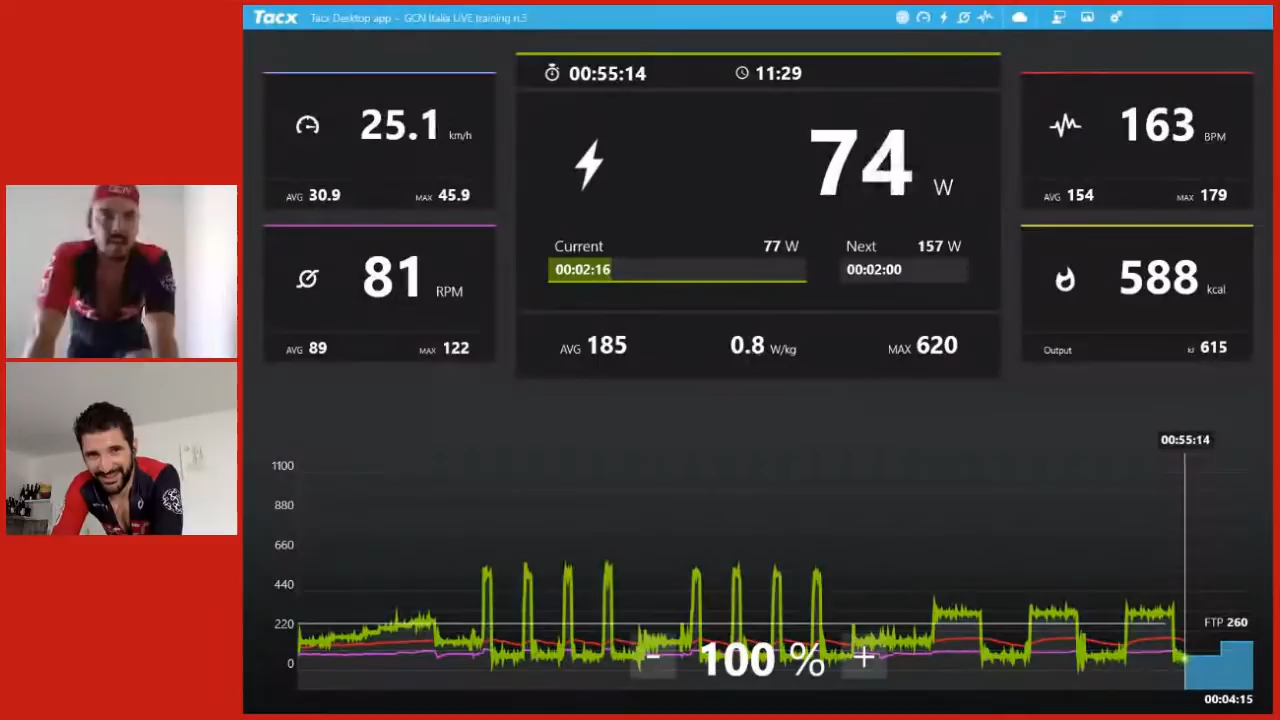 Tacx Tacx Desktop app - GCN Italia LIVE training n.3
00:55:14 11:29
25.1 km/h
AVG 30.9 MAX 45.9
74 W
163 BPM
AVG 154 MAX 179
GCN
81 RPM
AVG 89 MAX 122
Current 77 W Next 157 W
00:02:16 00:02:00
588 kcal
Output kJ 615
AVG 185 0.8 W/kg MAX 620
00:55:14
1100
880
660
440
220
0
FTP 260
- 100 % +
00:04:15